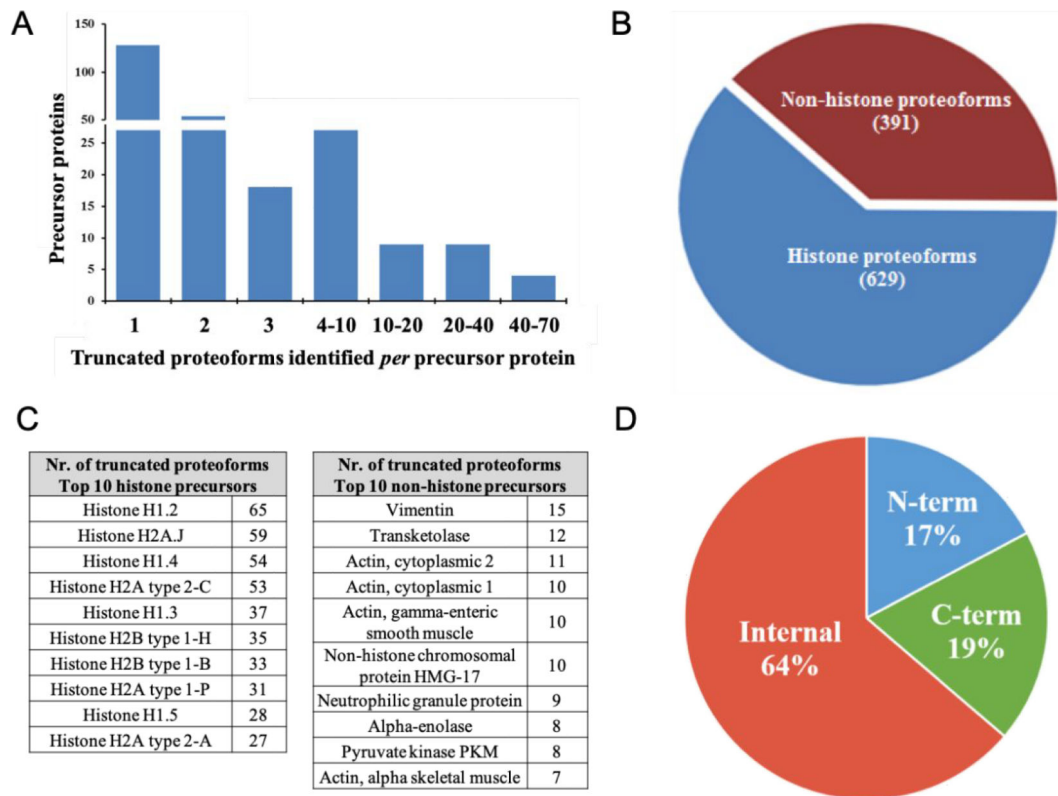 A
150
100
50
25
20
15
10
5
0
Precursor proteins
1 2 3 4-10 10-20 20-40 40-70
Truncated proteoforms identified per precursor protein
B
Non-histone proteoforms
(391)
Histone proteoforms
(629)
C
Nr. of truncated proteoforms
Top 10 histone precursors
Histone H1.2 65
Histone H2A.J 59
Histone H1.4 54
Histone H2A type 2-C 53
Histone H1.3 37
Histone H2B type 1-H 35
Histone H2B type 1-B 33
Histone H2A type 1-P 31
Histone H1.5 28
Histone H2A type 2-A 27
Nr. of truncated proteoforms
Top 10 non-histone precursors
Vimentin 15
Transketolase 12
Actin, cytoplasmic 2 11
Actin, cytoplasmic 1 10
Actin, gamma-enteric
smooth muscle 10
Non-histone chromosomal
protein HMG-17 10
Neutrophilic granule protein 9
Alpha-enolase 8
Pyruvate kinase PKM 8
Actin, alpha skeletal muscle 7
D
N-term
17%
C-term
19%
Internal
64%